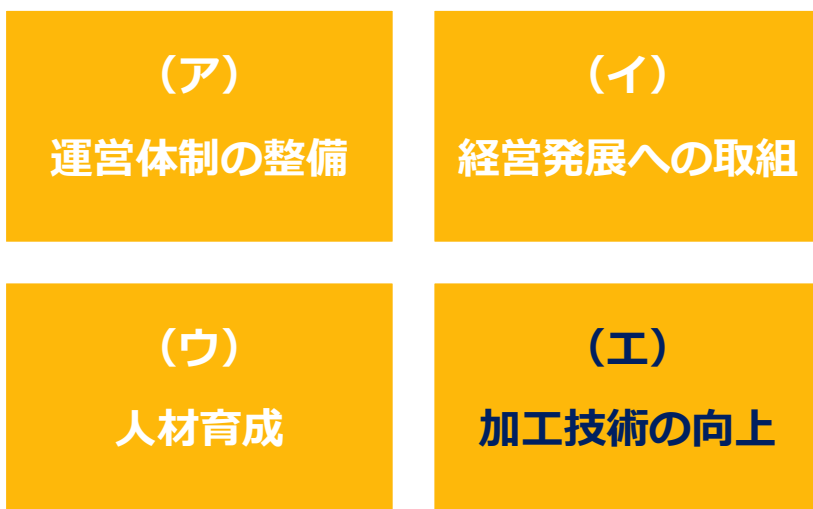 （ア）
運営体制の整備
（イ）
経営発展への取組
（ウ）
人材育成
（エ）
加工技術の向上